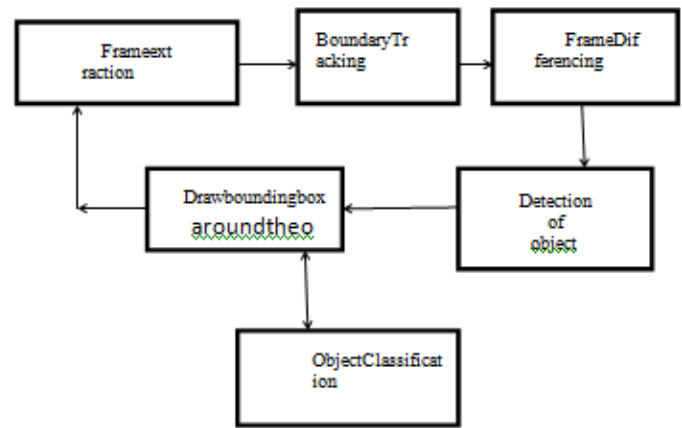 Frameext
raction
BoundaryTr
acking
FrameDif
ferencing
Drawboundingbox
aroundtheo
Detection
of
object
ObjectClassificat
ion